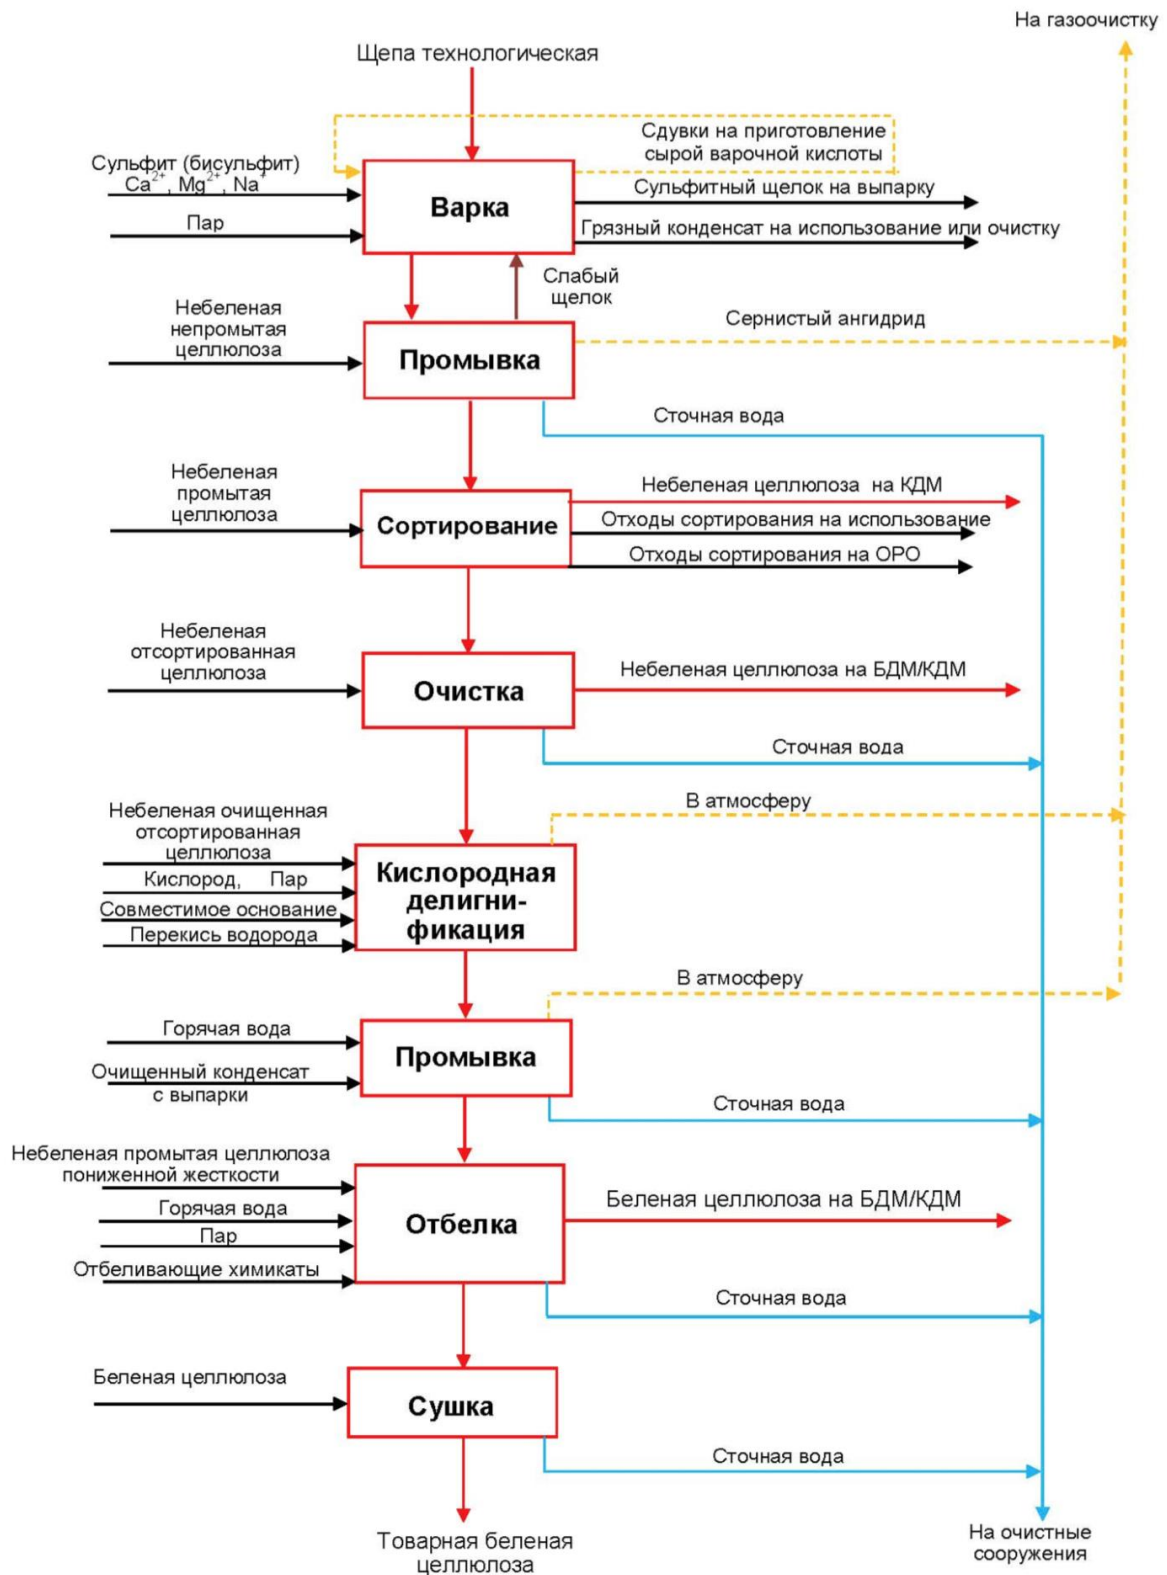 На газоочистку
Щепа технологическая
Сдувки на приготовление
сырой варочной кислоты
Сульфит (бисульфит)
Ca²⁺, Mg²⁺, Na⁺
Варка
Сульфитный щелок на выпарку
Пар
Грязный конденсат на использование или очистку
Слабый
щелок
Небеленая
непромытая
целлюлоза
Промывка
Сернистый ангидрид
Сточная вода
Небеленая
промытая
целлюлоза
Сортирование
Небеленая целлюлоза на КДМ
Отходы сортирования на использование
Отходы сортирования на ОРО
Небеленая
отсортированная
целлюлоза
Очистка
Небеленая целлюлоза на БДМ/КДМ
Сточная вода
В атмосферу
Небеленая очищенная
отсортированная
целлюлоза
Кислород, Пар
Совместимое основание
Перекись водорода
Кислородная
делигни-
фикация
В атмосферу
Горячая вода
Очищенный конденсат
с выпарки
Промывка
Сточная вода
Небеленая промытая целлюлоза
пониженной жесткости
Горячая вода
Пар
Отбеливающие химикаты
Отбелка
Беленая целлюлоза на БДМ/КДМ
Сточная вода
Беленая целлюлоза
Сушка
Сточная вода
Товарная беленая
целлюлоза
На очистные
сооружения